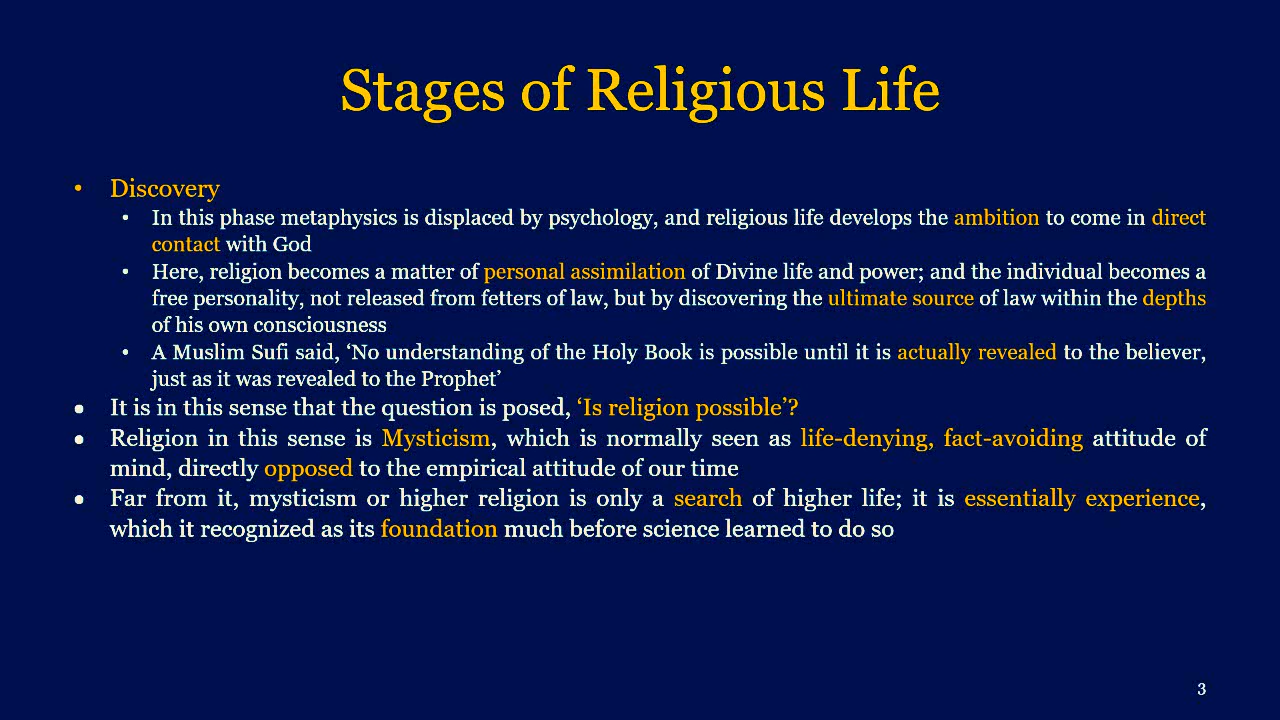 Stages of Religious Life
• Discovery
• In this phase metaphysics is displaced by psychology, and religious life develops the ambition to come in direct
contact with God
• Here, religion becomes a matter of personal assimilation of Divine life and power; and the individual becomes a
free personality, not released from fetters of law, but by discovering the ultimate source of law within the depths
of his own consciousness
• A Muslim Sufi said, ‘No understanding of the Holy Book is possible until it is actually revealed to the believer,
just as it was revealed to the Prophet’
• It is in this sense that the question is posed, ‘Is religion possible’?
• Religion in this sense is Mysticism, which is normally seen as life-denying, fact-avoiding attitude of
mind, directly opposed to the empirical attitude of our time
• Far from it, mysticism or higher religion is only a search of higher life; it is essentially experience,
which it recognized as its foundation much before science learned to do so
3